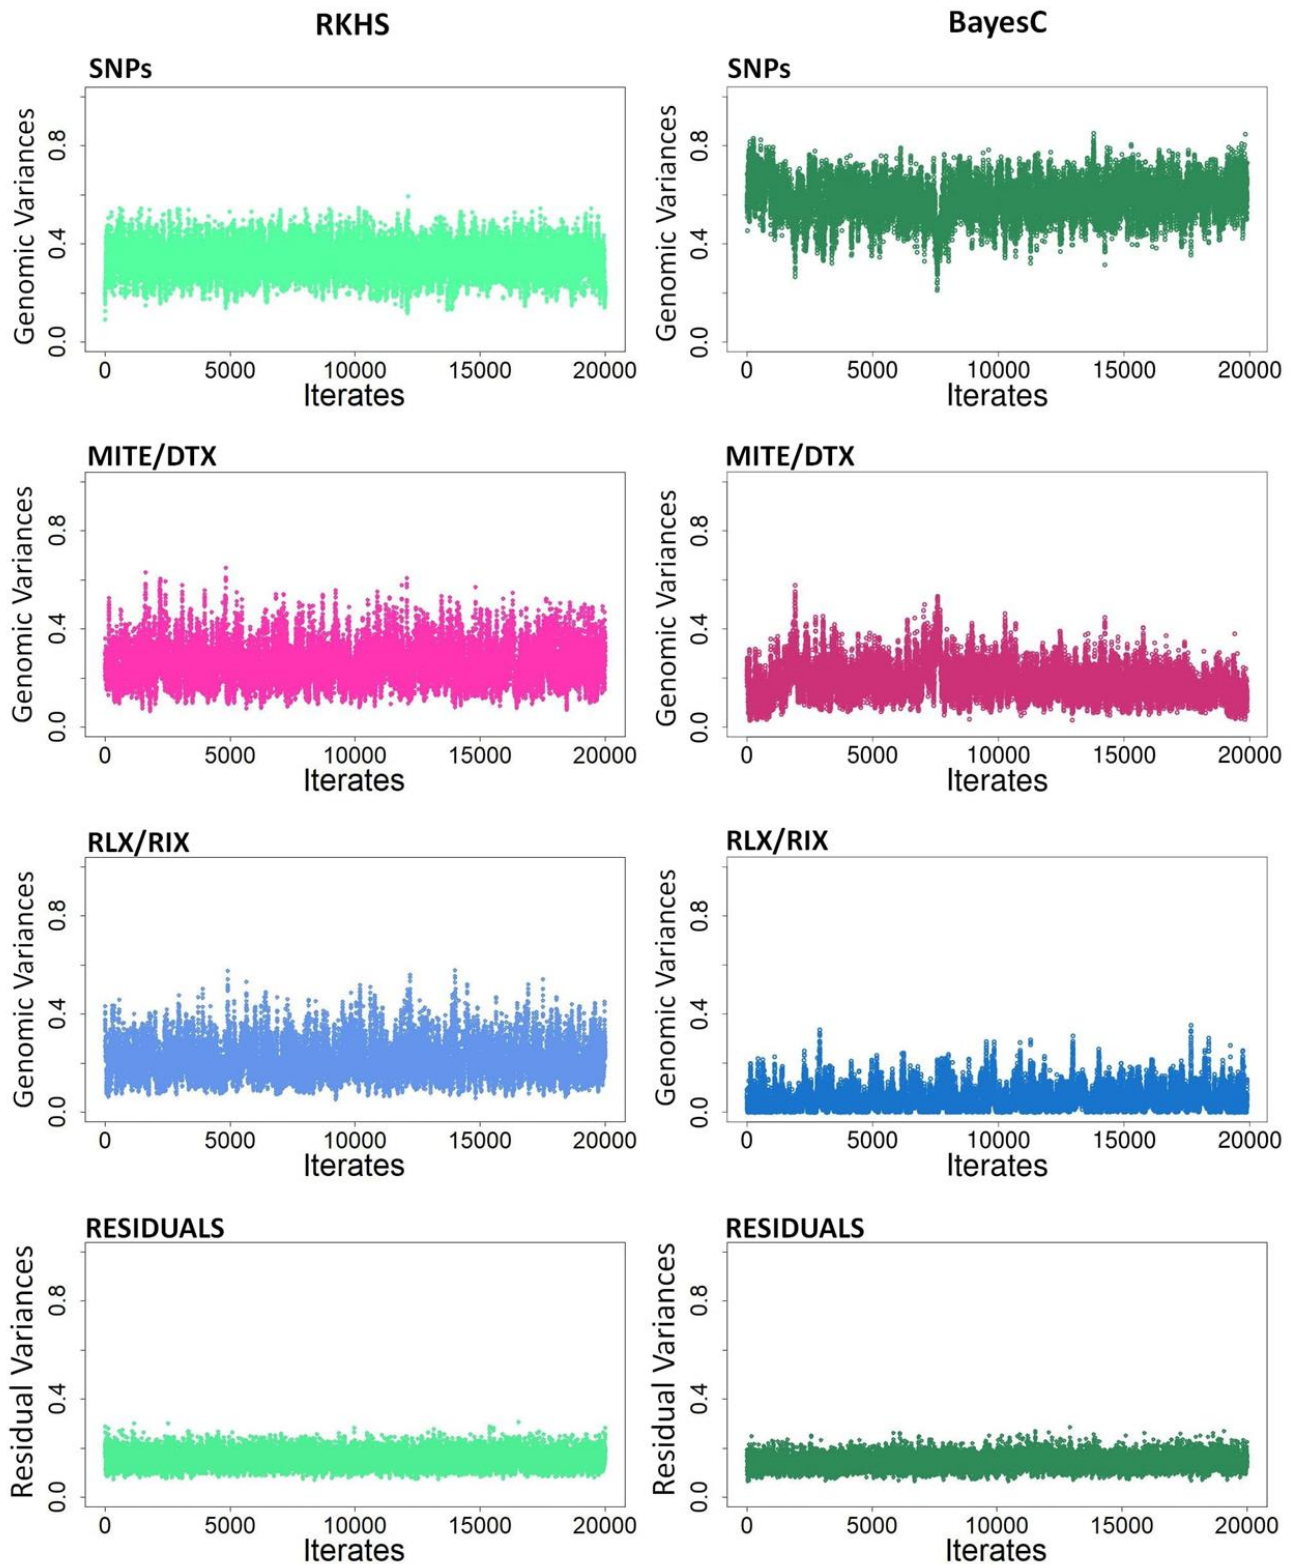 RKHS
BayesC
SNPs
SNPs
Genomic Variances
0.0 0.4 0.8
0 5000 10000 15000 20000
Iterates
Genomic Variances
0.0 0.4 0.8
0 5000 10000 15000 20000
Iterates
MITE/DTX
MITE/DTX
Genomic Variances
0.0 0.4 0.8
0 5000 10000 15000 20000
Iterates
Genomic Variances
0.0 0.4 0.8
0 5000 10000 15000 20000
Iterates
RLX/RIX
RLX/RIX
Genomic Variances
0.0 0.4 0.8
0 5000 10000 15000 20000
Iterates
Genomic Variances
0.0 0.4 0.8
0 5000 10000 15000 20000
Iterates
RESIDUALS
RESIDUALS
Residual Variances
0.0 0.4 0.8
0 5000 10000 15000 20000
Iterates
Residual Variances
0.0 0.4 0.8
0 5000 10000 15000 20000
Iterates